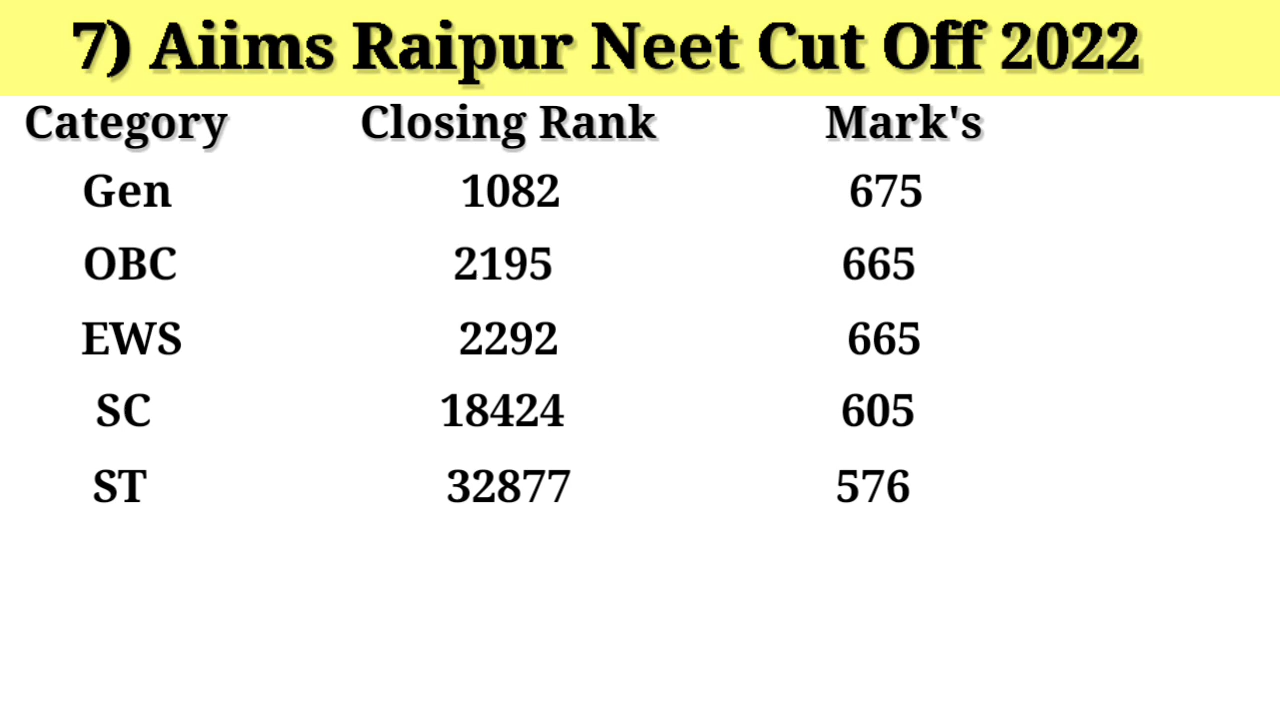 7) Aiims Raipur Neet Cut Off 2022
Category Closing Rank Mark's
Gen 1082 675
OBC 2195 665
EWS 2292 665
SC 18424 605
ST 32877 576